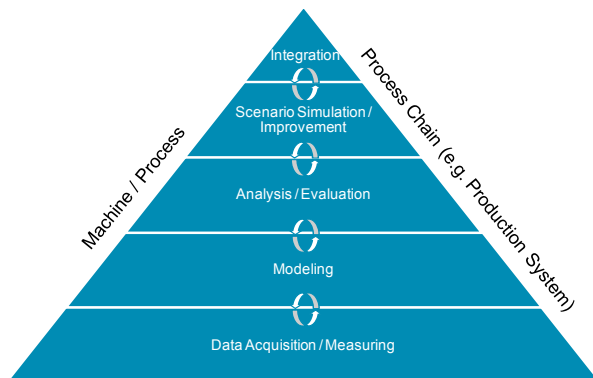 Integration
Scenario Simulation /
Improvement
Analysis / Evaluation
Modeling
Data Acquisition / Measuring
Machine / Process
Process Chain (e.g. Production System)